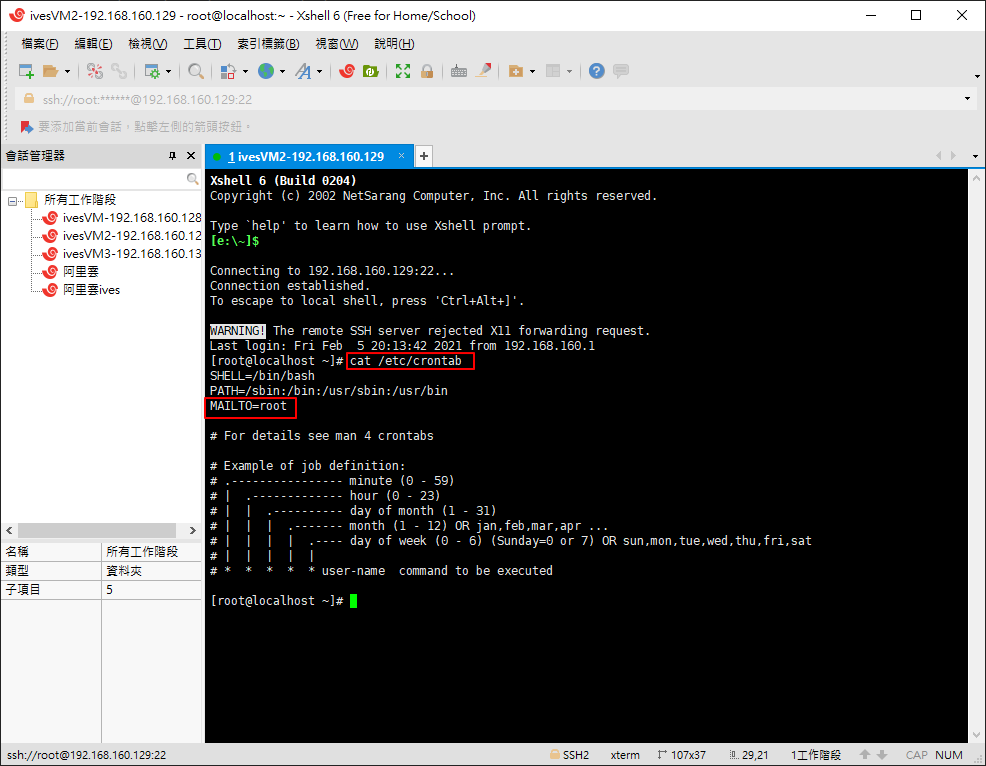 ivesVM2-192.168.160.129 - root@localhost:~ - Xshell 6 (Free for Home/School)
檔案(F) 編輯(E) 檢視(V) 工具(T) 索引標籤(B) 視窗(W) 說明(H)
ssh://root:******@192.168.160.129:22
要添加當前會話，點擊左側的箭頭按鈕。
會話管理器
所有工作階段
ivesVM-192.168.160.128
ivesVM2-192.168.160.12
ivesVM3-192.168.160.13
阿里雲
阿里雲ives
名稱 所有工作階段
類型 資料夾
子項目 5
1 ivesVM2-192.168.160.129 × +
Xshell 6 (Build 0204)
Copyright (c) 2002 NetSarang Computer, Inc. All rights reserved.
Type `help' to learn how to use Xshell prompt.
[e:\~]$
Connecting to 192.168.160.129:22...
Connection established.
To escape to local shell, press 'Ctrl+Alt+]'.
WARNING! The remote SSH server rejected X11 forwarding request.
Last login: Fri Feb  5 20:13:42 2021 from 192.168.160.1
[root@localhost ~]# cat /etc/crontab
SHELL=/bin/bash
PATH=/sbin:/bin:/usr/sbin:/usr/bin
MAILTO=root
# For details see man 4 crontabs
# Example of job definition:
# .---------------- minute (0 - 59)
# |  .------------- hour (0 - 23)
# |  |  .---------- day of month (1 - 31)
# |  |  |  .------- month (1 - 12) OR jan,feb,mar,apr ...
# |  |  |  |  .---- day of week (0 - 6) (Sunday=0 or 7) OR sun,mon,tue,wed,thu,fri,sat
# |  |  |  |  |
# *  *  *  *  * user-name  command to be executed
[root@localhost ~]#
ssh://root@192.168.160.129:22 SSH2 xterm 107x37 29,21 1工作階段 CAP NUM